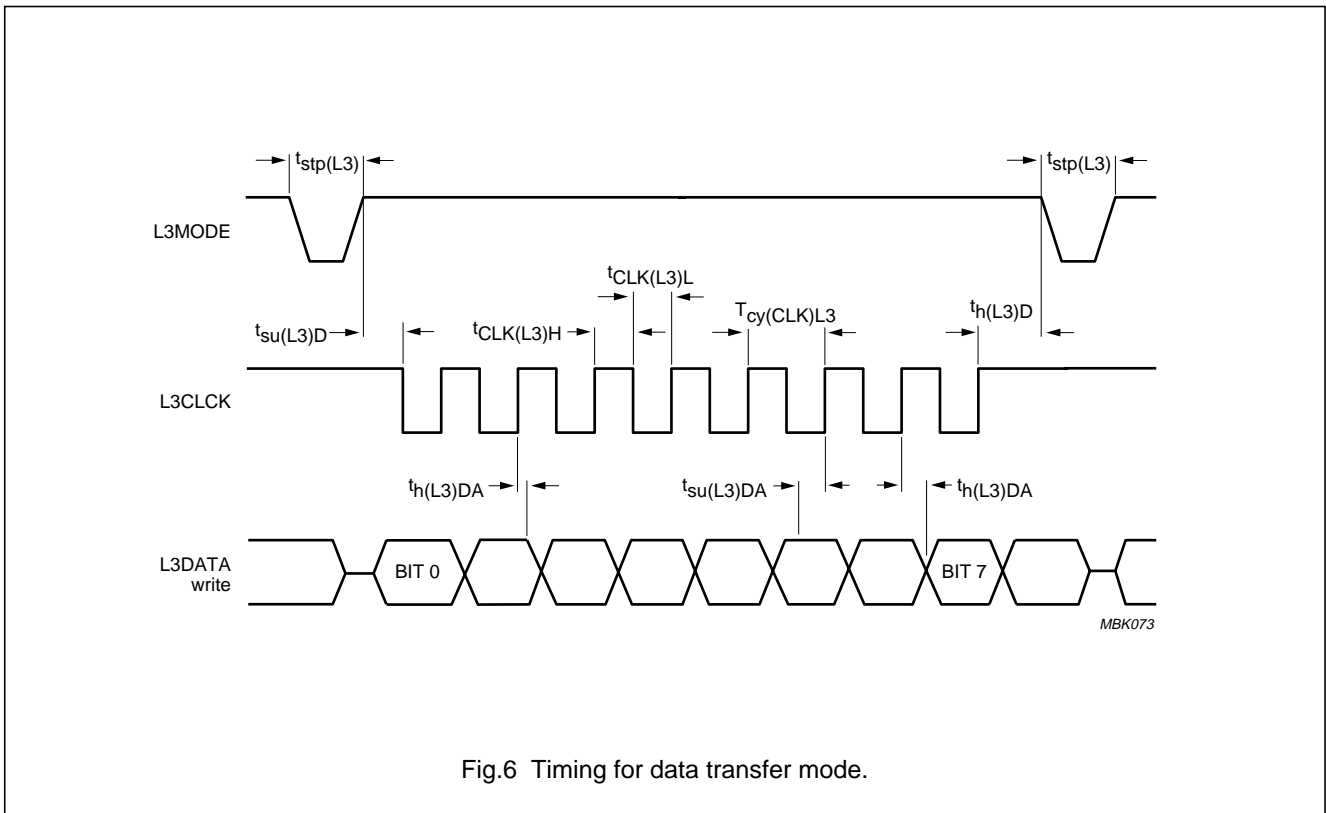 tstp(L3) tstp(L3)
L3MODE
tCLK(L3)L
tsu(L3)D tCLK(L3)H Tcy(CLK)L3 th(L3)D
L3CLCK
th(L3)DA tsu(L3)DA th(L3)DA
L3DATA
write
BIT 0 BIT 7
MBK073
Fig.6 Timing for data transfer mode.